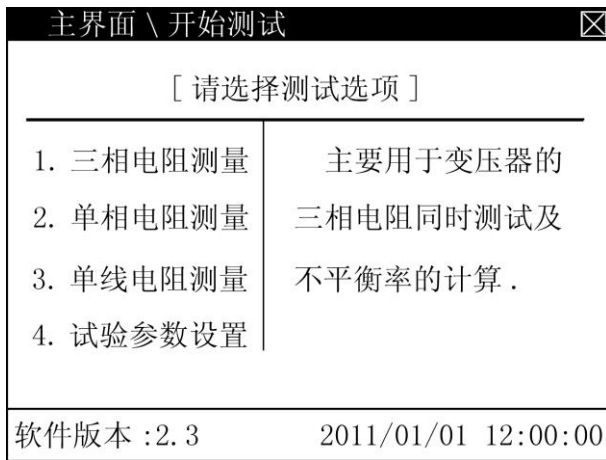 主界面 \ 开始测试
[ 请选择测试选项 ]
1. 三相电阻测量
2. 单相电阻测量
3. 单线电阻测量
4. 试验参数设置
主要用于变压器的
三相电阻同时测试及
不平衡率的计算 .
软件版本 :2.3
2011/01/01 12:00:00